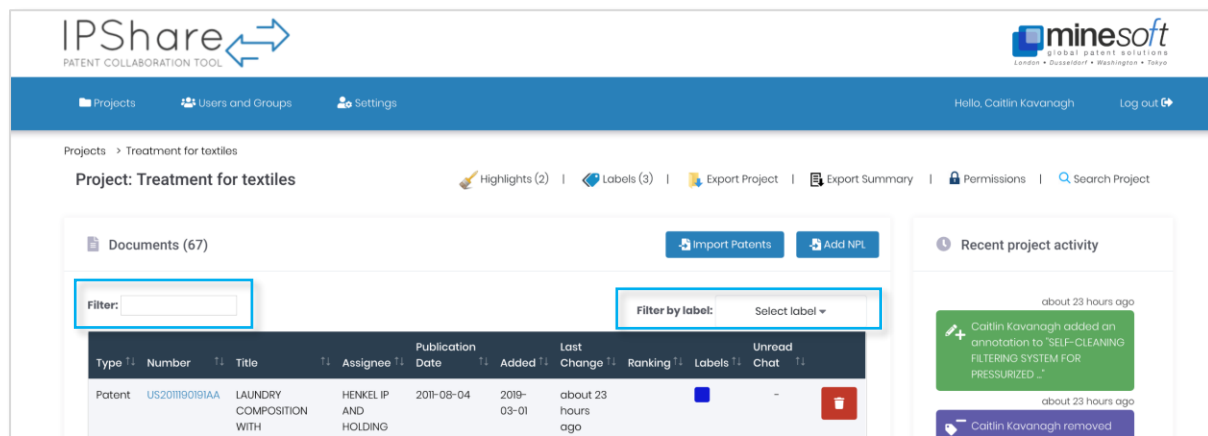 IPShare
PATENT COLLABORATION TOOL
minesoft
global patent solutions
London • Dusseldorf • Washington • Tokyo
Projects Users and Groups Settings Hello, Caitlin Kavanagh Log out
Projects > Treatment for textiles
Project: Treatment for textiles Highlights (2) | Labels (3) | Export Project | Export Summary | Permissions | Search Project
Documents (67) Import Patents Add NPL
Recent project activity
Filter: Filter by label: Select label
Type Number Title Assignee Publication Date Added Last Change Ranking Labels Unread Chat
Patent US2011190191AA LAUNDRY HENKEL IP 2011-08-04 2019- about 23 -
COMPOSITION AND 03-01 hours
WITH HOLDING ago
about 23 hours ago
Caitlin Kavanagh added an
annotation to "SELF-CLEANING
FILTERING SYSTEM FOR
PRESSURIZED ..."
about 23 hours ago
Caitlin Kavanagh removed